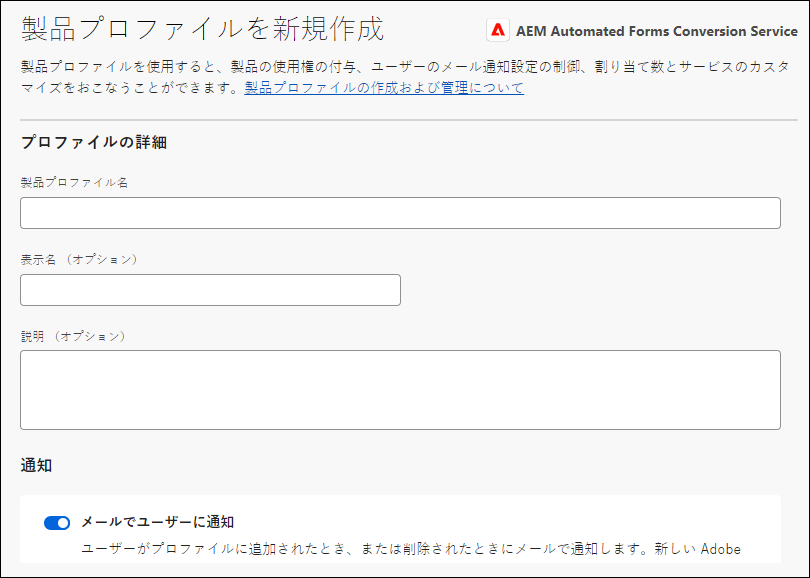 製品プロファイルを新規作成
AEM Automated Forms Conversion Service
製品プロファイルを使用すると、製品の使用権の付与、ユーザーのメール通知設定の制御、割り当て数とサービスのカスタ
マイズをおこなうことができます。製品プロファイルの作成および管理について
プロファイルの詳細
製品プロファイル名
表示名 （オプション）
説明 （オプション）
通知
メールでユーザーに通知
ユーザーがプロファイルに追加されたとき、または削除されたときにメールで通知します。新しい Adobe